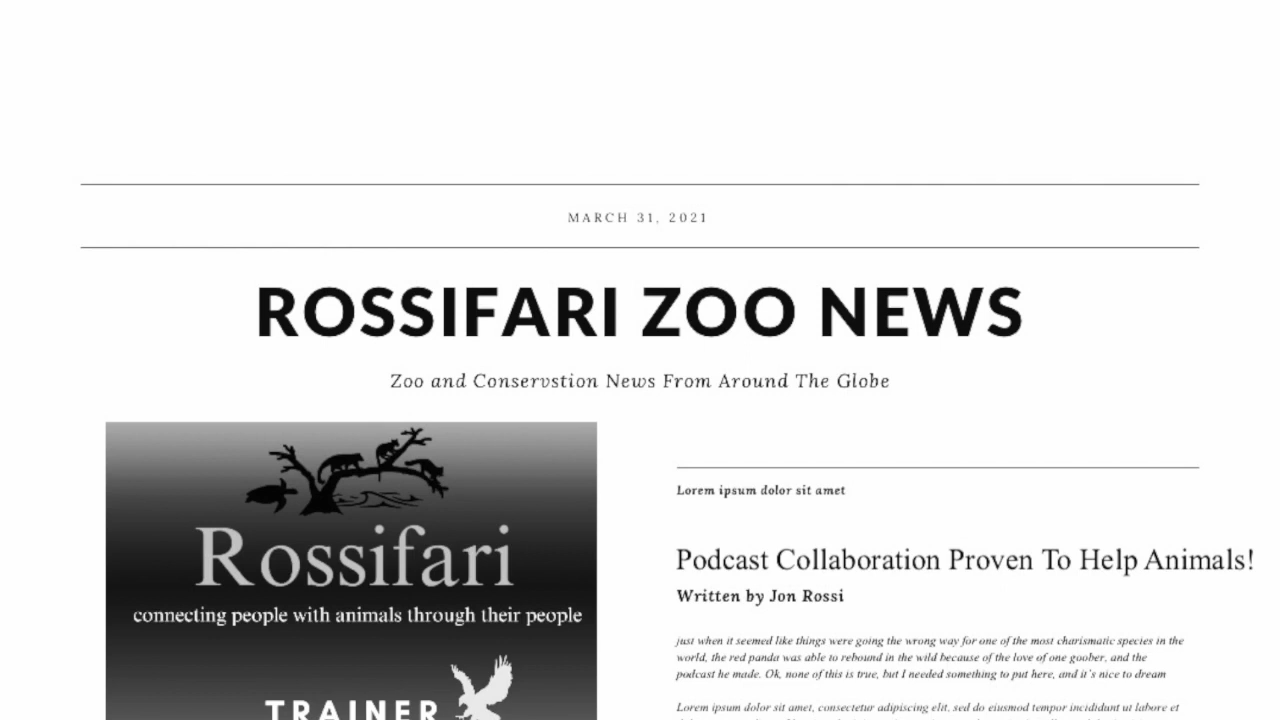 MARCH 31, 2021
ROSSIFARI ZOO NEWS
Zoo and Conservstion News From Around The Globe
Rossifari
connecting people with animals through their people
TRAINER
Lorem ipsum dolor sit amet
Podcast Collaboration Proven To Help Animals!
Written by Jon Rossi
just when it seemed like things were going the wrong way for one of the most charismatic species in the
world, the red panda was able to rebound in the wild because of the love of one goober, and the
podcast he made. Ok, none of this is true, but I needed something to put here, and it's nice to dream
Lorem ipsum dolor sit amet, consectetur adipiscing elit, sed do eiusmod tempor incididunt ut labore et